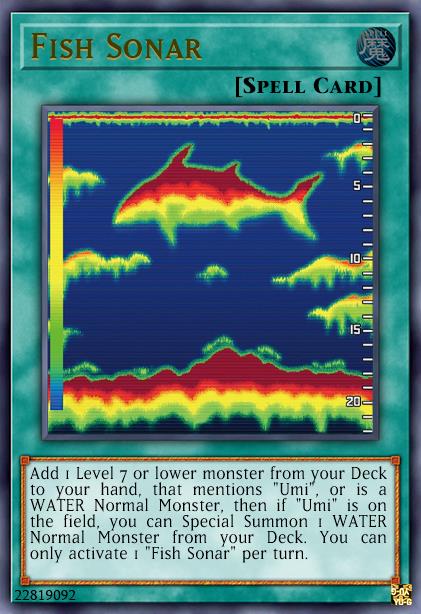 Fish Sonar
魔
[Spell Card]
0
5
10
15
20
Add 1 Level 7 or lower monster from your Deck
to your hand, that mentions "Umi", or is a
WATER Normal Monster, then if "Umi" is on
the field, you can Special Summon 1 WATER
Normal Monster from your Deck. You can
only activate 1 "Fish Sonar" per turn.
22819092